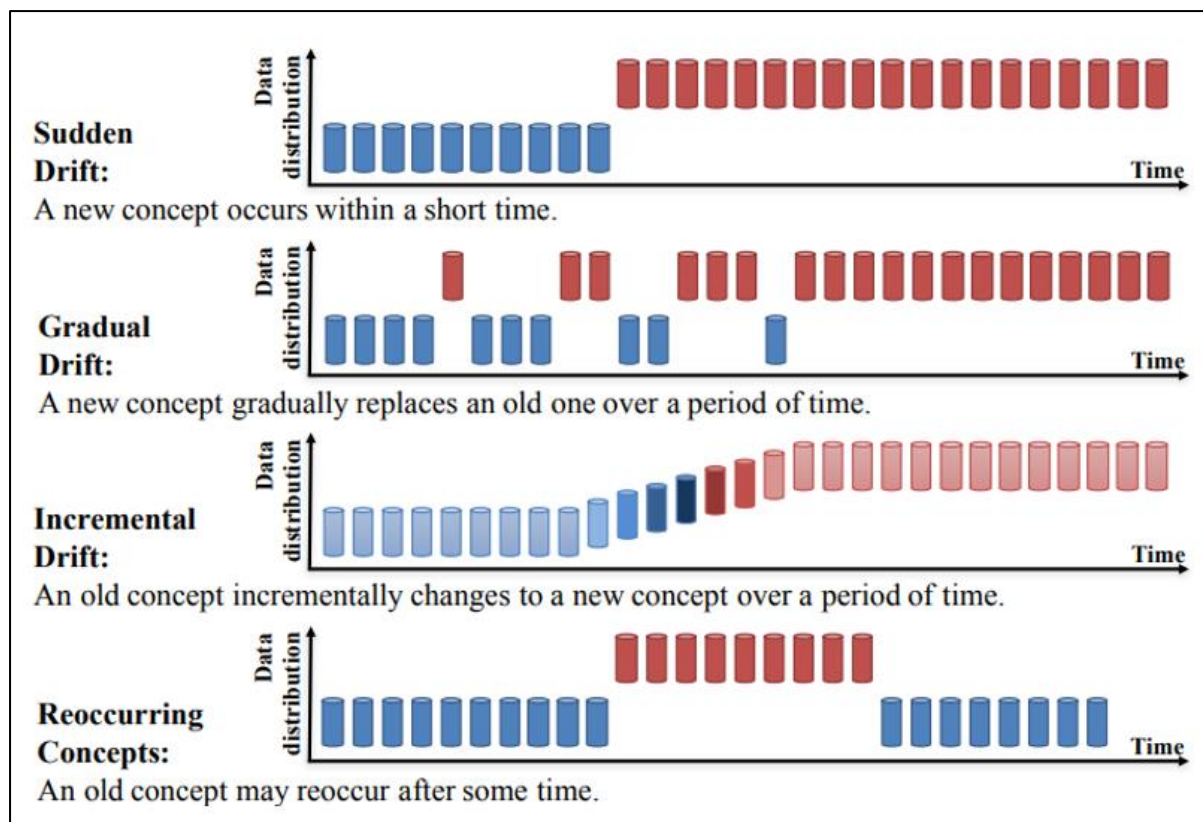 Data
distribution
Sudden
Drift:
Time
A new concept occurs within a short time.
Data
distribution
Gradual
Drift:
Time
A new concept gradually replaces an old one over a period of time.
Data
distribution
Incremental
Drift:
Time
An old concept incrementally changes to a new concept over a period of time.
Data
distribution
Reoccurring
Concepts:
Time
An old concept may reoccur after some time.